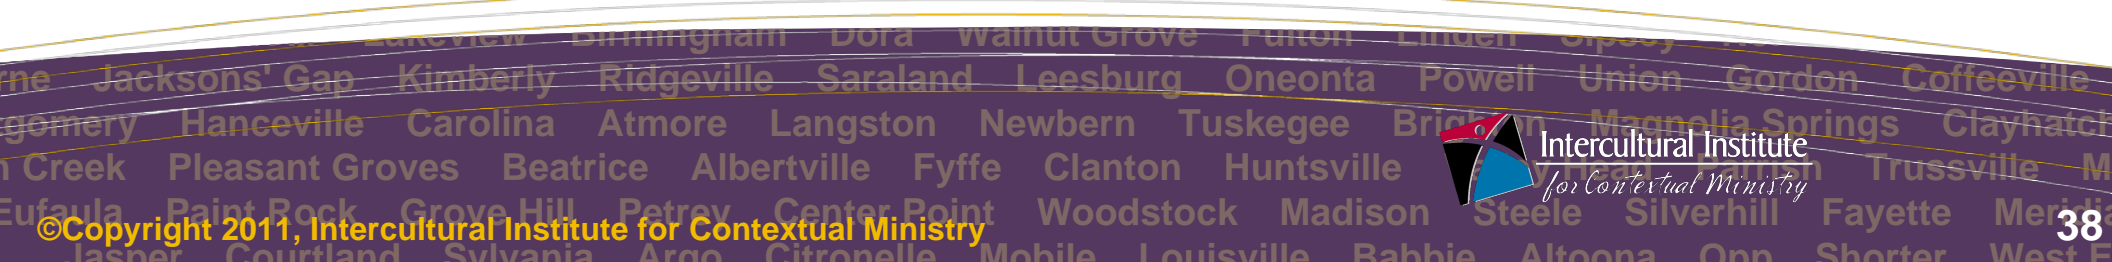 Lakeview Birmingham Dora Walnut Grove Fulton Linden Sipsey
Jacksons' Gap Kimberly Ridgeville Saraland Leesburg Oneonta Powell Union Gordon Coffeeville
Hanceville Carolina Atmore Langston Newbern Tuskegee Magnolia Springs
Intercultural Institute
Creek Pleasant Groves Beatrice Albertville Fyffe Clanton Huntsville Trussville
for Contextual Ministry
Eufaula Paint Rock Grove Hill Petrey Center Point Woodstock Madison Steele Silverhill Fayette
©Copyright 2011, Intercultural Institute for Contextual Ministry
38
Jasper Courtland Sylvania Argo Citronelle Mobile Louisville Babbie Altoona Opp Shorter West